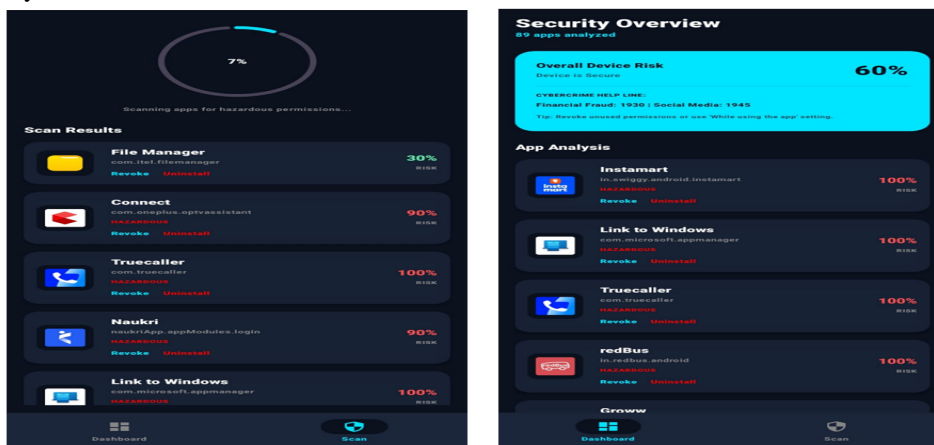 7%
Scanning apps for hazardous permissions...
Scan Results
File Manager
com.itel.filemanager
Revoke Uninstall
30%
RISK
Connect
com.oneplus.optvassistant
HAZARDOUS
Revoke Uninstall
90%
Truecaller
com.truecaller
HAZARDOUS
Revoke Uninstall
100%
RISK
Naukri
naukriApp.appModules.login
HAZARDOUS
Revoke Uninstall
90%
RISK
Link to Windows
com.microsoft.appmanager
HAZARDOUS
100%
RISK
Dashboard
Scan
Security Overview
89 apps analyzed
Overall Device Risk
Device is Secure
60%
CYBERCRIME HELP LINE:
Financial Fraud: 1930 | Social Media: 1945
Tip: Revoke unused permissions or use 'While using the app' setting.
App Analysis
Instamart
in.swiggy.android.instamart
HAZARDOUS
Revoke Uninstall
100%
RISK
insta
mart
Link to Windows
com.microsoft.appmanager
HAZARDOUS
Revoke Uninstall
100%
RISK
Truecaller
com.truecaller
HAZARDOUS
Revoke Uninstall
100%
RISK
redBus
in.redbus.android
HAZARDOUS
Revoke Uninstall
100%
RISK
Groww
Dashboard
Scan